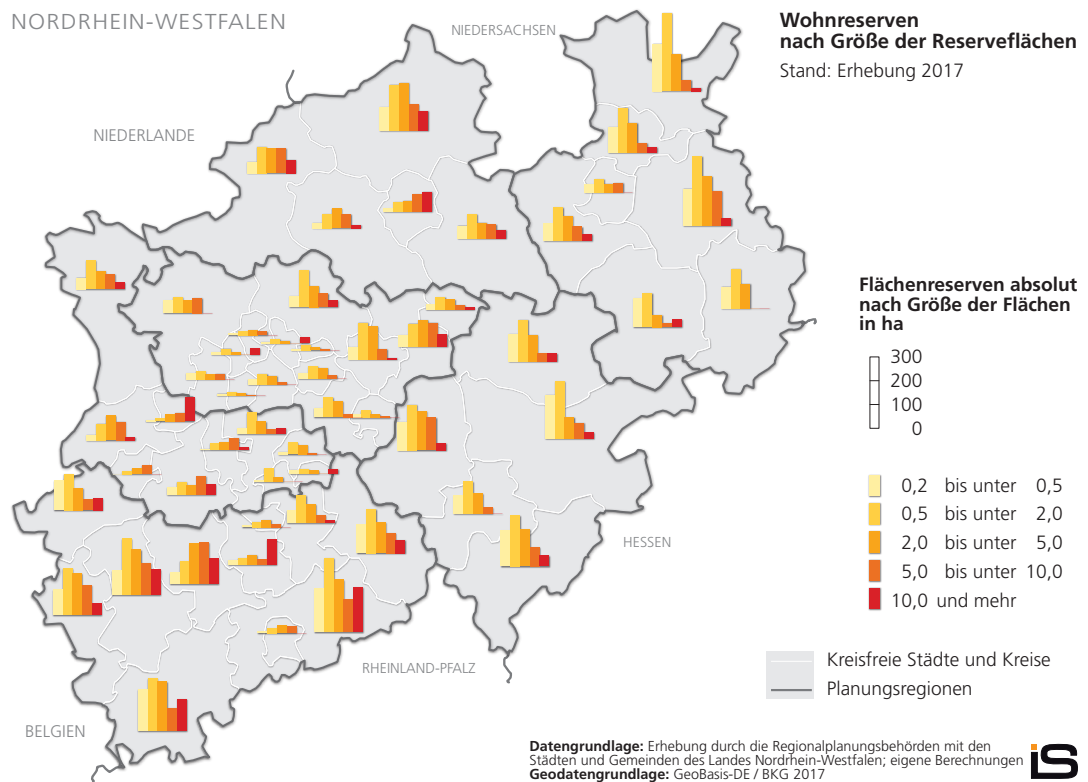 NORDRHEIN-WESTFALEN
NIEDERSACHSEN
Wohnreserven
nach Größe der Reserveflächen
Stand: Erhebung 2017
NIEDERLANDE
Flächenreserven absolut
nach Größe der Flächen
in ha
300
200
100
0
0,2 bis unter 0,5
0,5 bis unter 2,0
2,0 bis unter 5,0
5,0 bis unter 10,0
10,0 und mehr
HESSEN
RHEINLAND-PFALZ
BELGIEN
Kreisfreie Städte und Kreise
Planungsregionen
Datengrundlage: Erhebung durch die Regionalplanungsbehörden mit den
Städten und Gemeinden des Landes Nordrhein-Westfalen; eigene Berechnungen
Geodatengrundlage: GeoBasis-DE / BKG 2017
iS